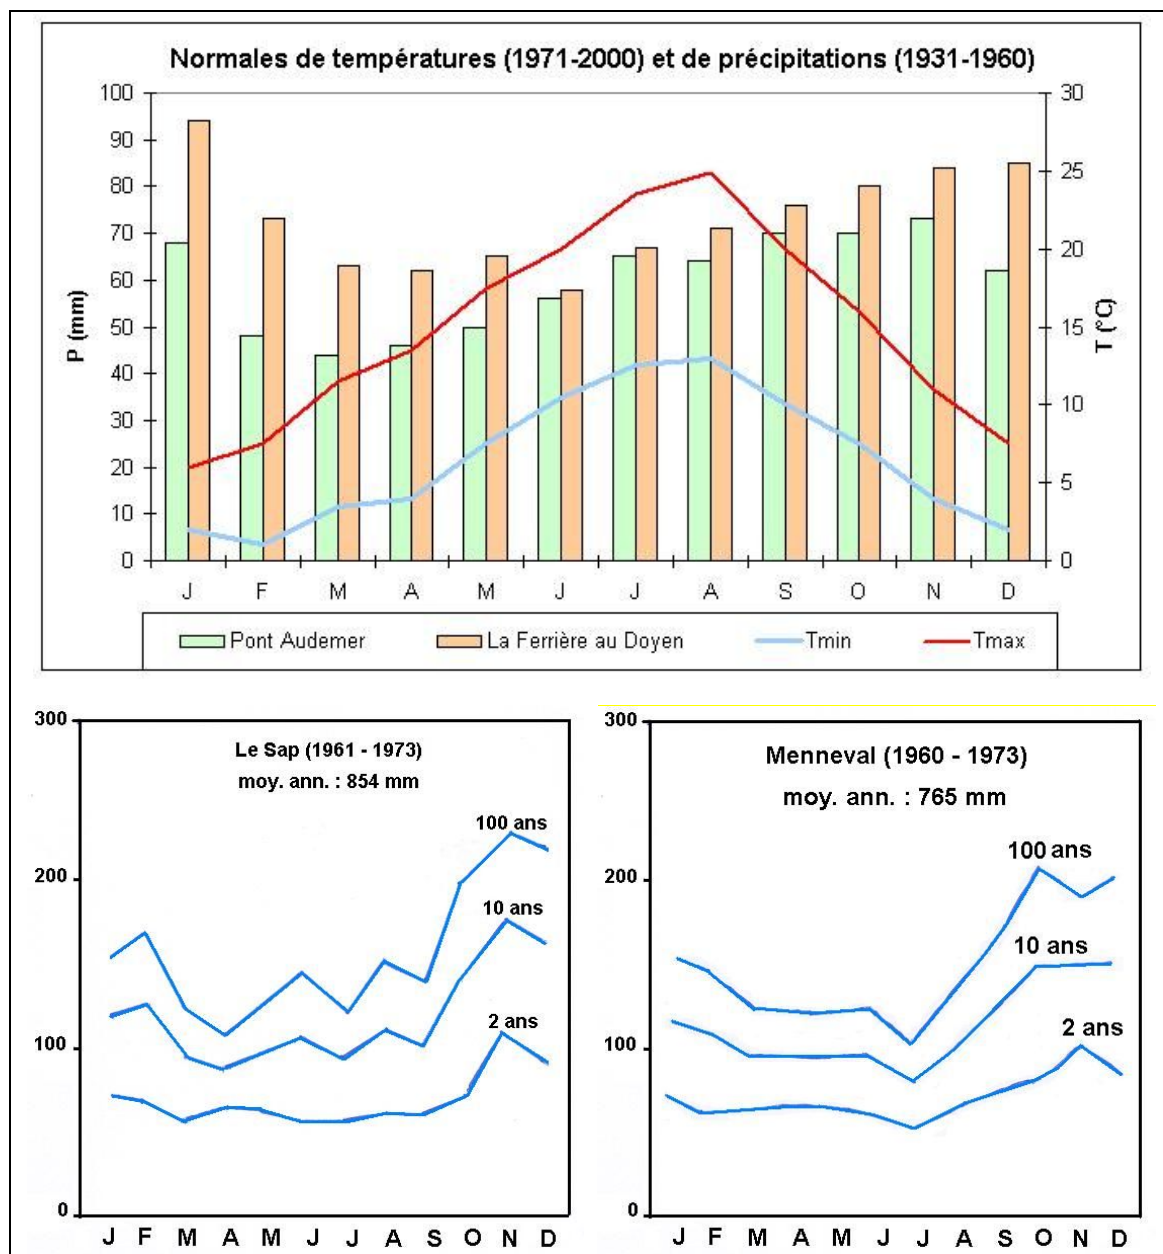 Normales de températures (1971-2000) et de précipitations (1931-1960)
100
90
80
70
60
50
40
30
20
10
0
P (mm)
30
25
20
15
10
5
0
T (°C)
J F M A M J J A S O N D
Pont Audemer La Ferrière au Doyen Tmin Tmax
300
200
100
0
Le Sap (1961 - 1973)
moy. ann. : 854 mm
100 ans
10 ans
2 ans
J F M A M J J A S O N D
300
200
100
0
Menneval (1960 - 1973)
moy. ann. : 765 mm
100 ans
10 ans
2 ans
J F M A M J J A S O N D